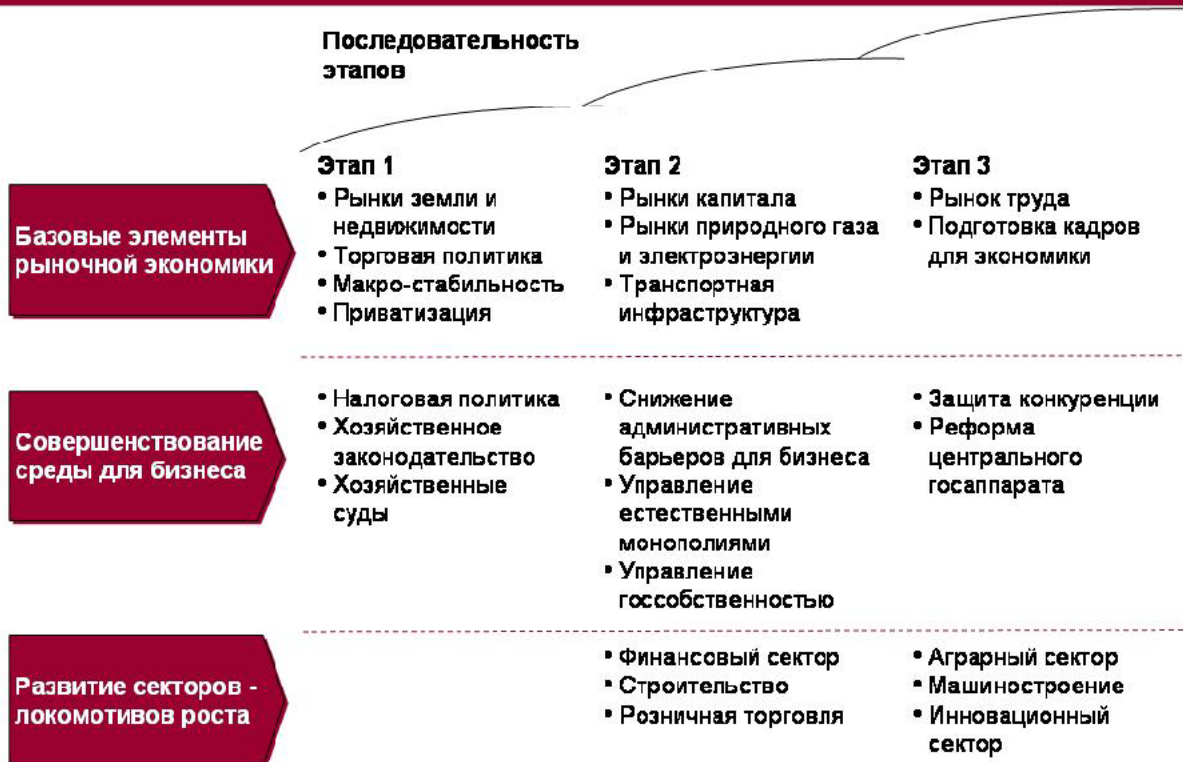 Последовательность
этапов
Этап 1
Этап 2
Этап 3
Базовые элементы
рыночной экономики
• Рынки земли и
недвижимости
• Торговая политика
• Макро-стабильность
• Приватизация
• Рынки капитала
• Рынки природного газа
и электроэнергии
• Транспортная
инфраструктура
• Рынок труда
• Подготовка кадров
для экономики
Совершенствование
среды для бизнеса
• Налоговая политика
• Хозяйственное
законодательство
• Хозяйственные
суды
• Снижение
административных
барьеров для бизнеса
• Управление
естественными
монополиями
• Управление
госсобственностью
• Защита конкуренции
• Реформа
центрального
госаппарата
Развитие секторов -
локомотивов роста
• Финансовый сектор
• Строительство
• Розничная торговля
• Аграрный сектор
• Машиностроение
• Инновационный
сектор